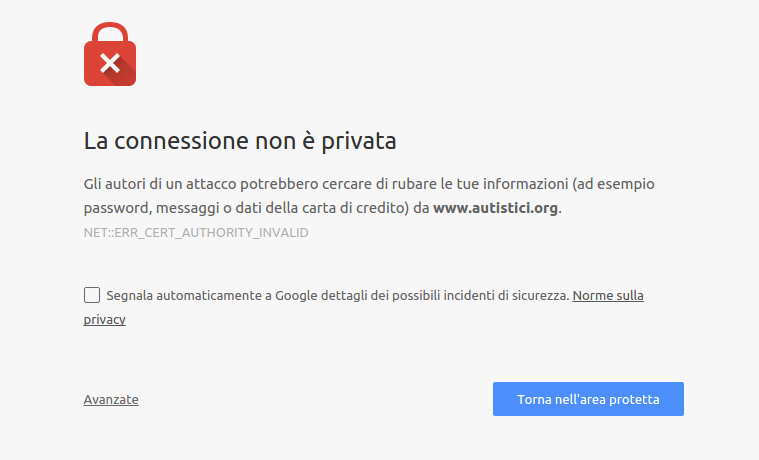 La connessione non è privata
Gli autori di un attacco potrebbero cercare di rubare le tue informazioni (ad esempio
password, messaggi o dati della carta di credito) da www.autistici.org.
NET::ERR_CERT_AUTHORITY_INVALID
Segnala automaticamente a Google dettagli dei possibili incidenti di sicurezza. Norme sulla
privacy
Avanzate
Torna nell'area protetta